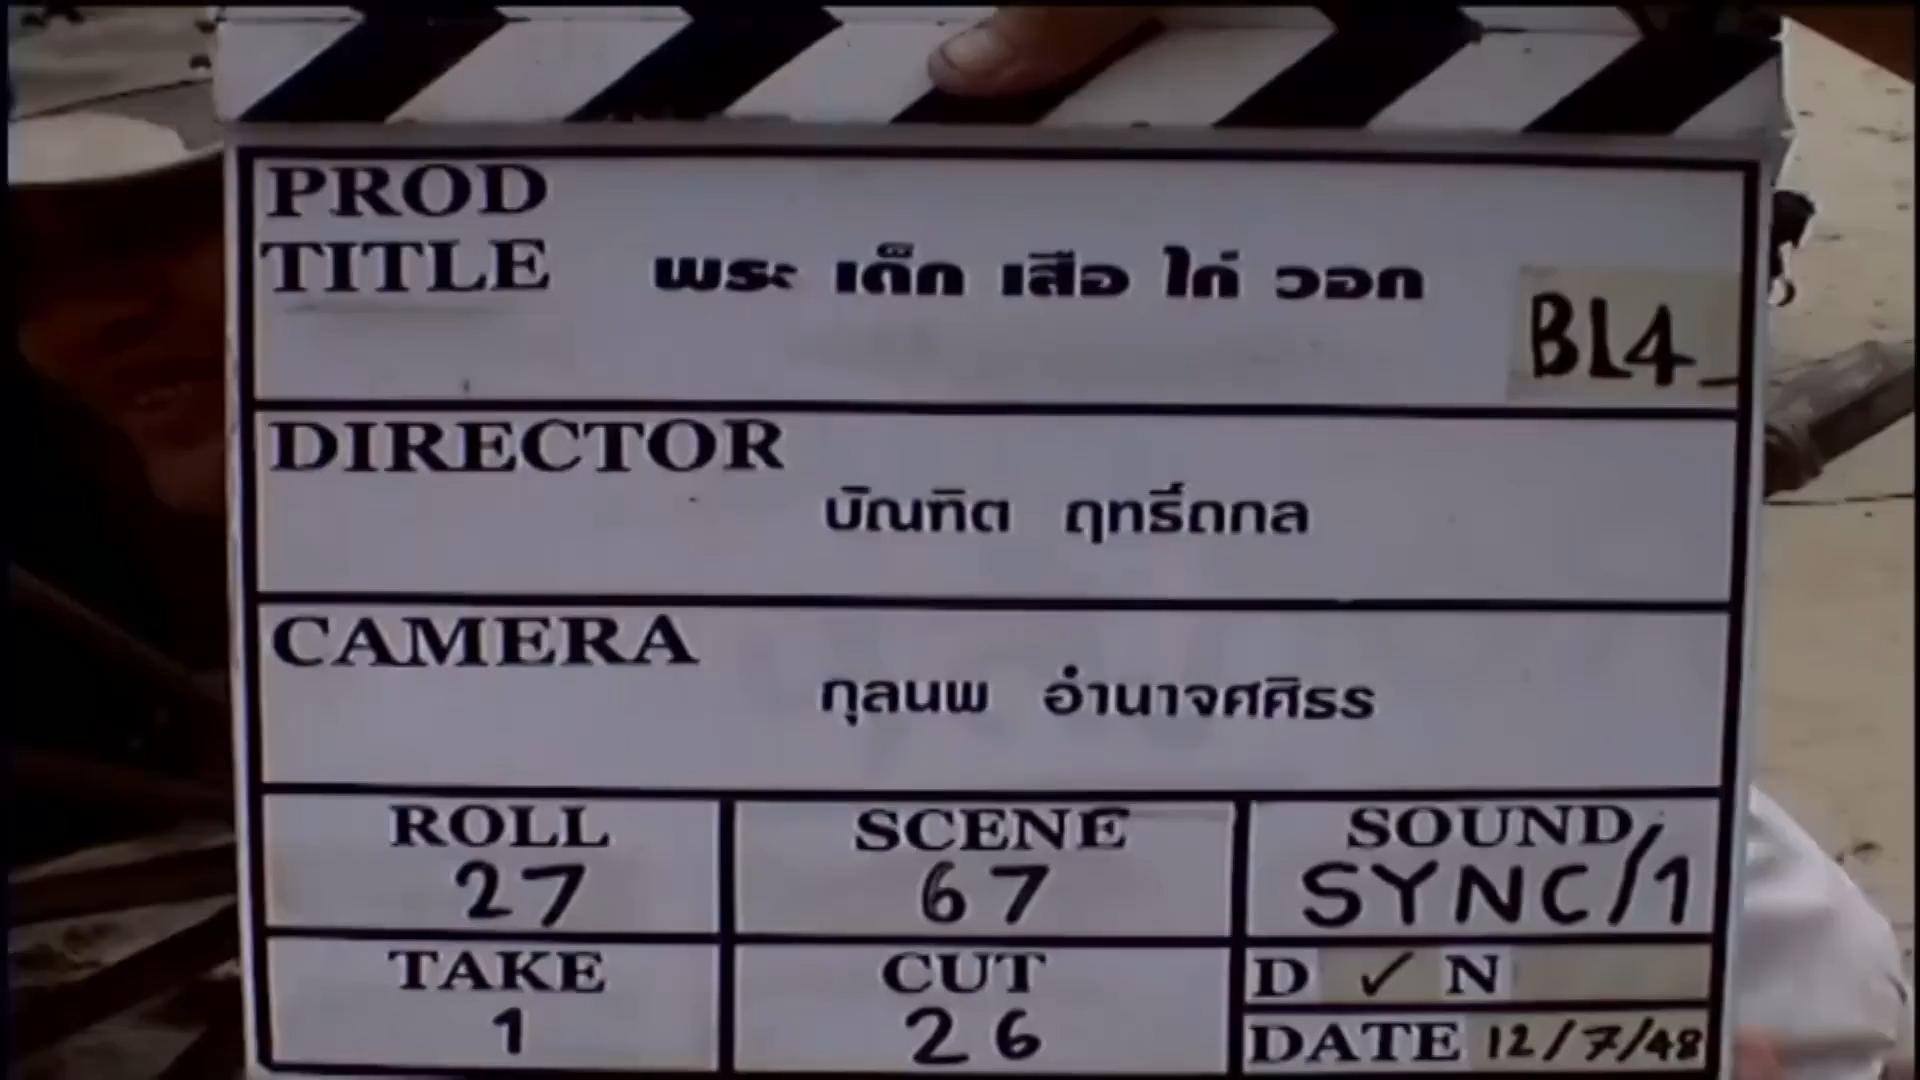 PROD
TITLE พระ เด็ก เสือ ไก่ วอก
BL4
DIRECTOR
บัณฑิต ฤทธิ์ถกล
CAMERA
กุลนพ อำนาจศศิธร
ROLL SCENE SOUND
27 67 SYNC/1
TAKE CUT D ✓ N
1 26 DATE 12/7/48